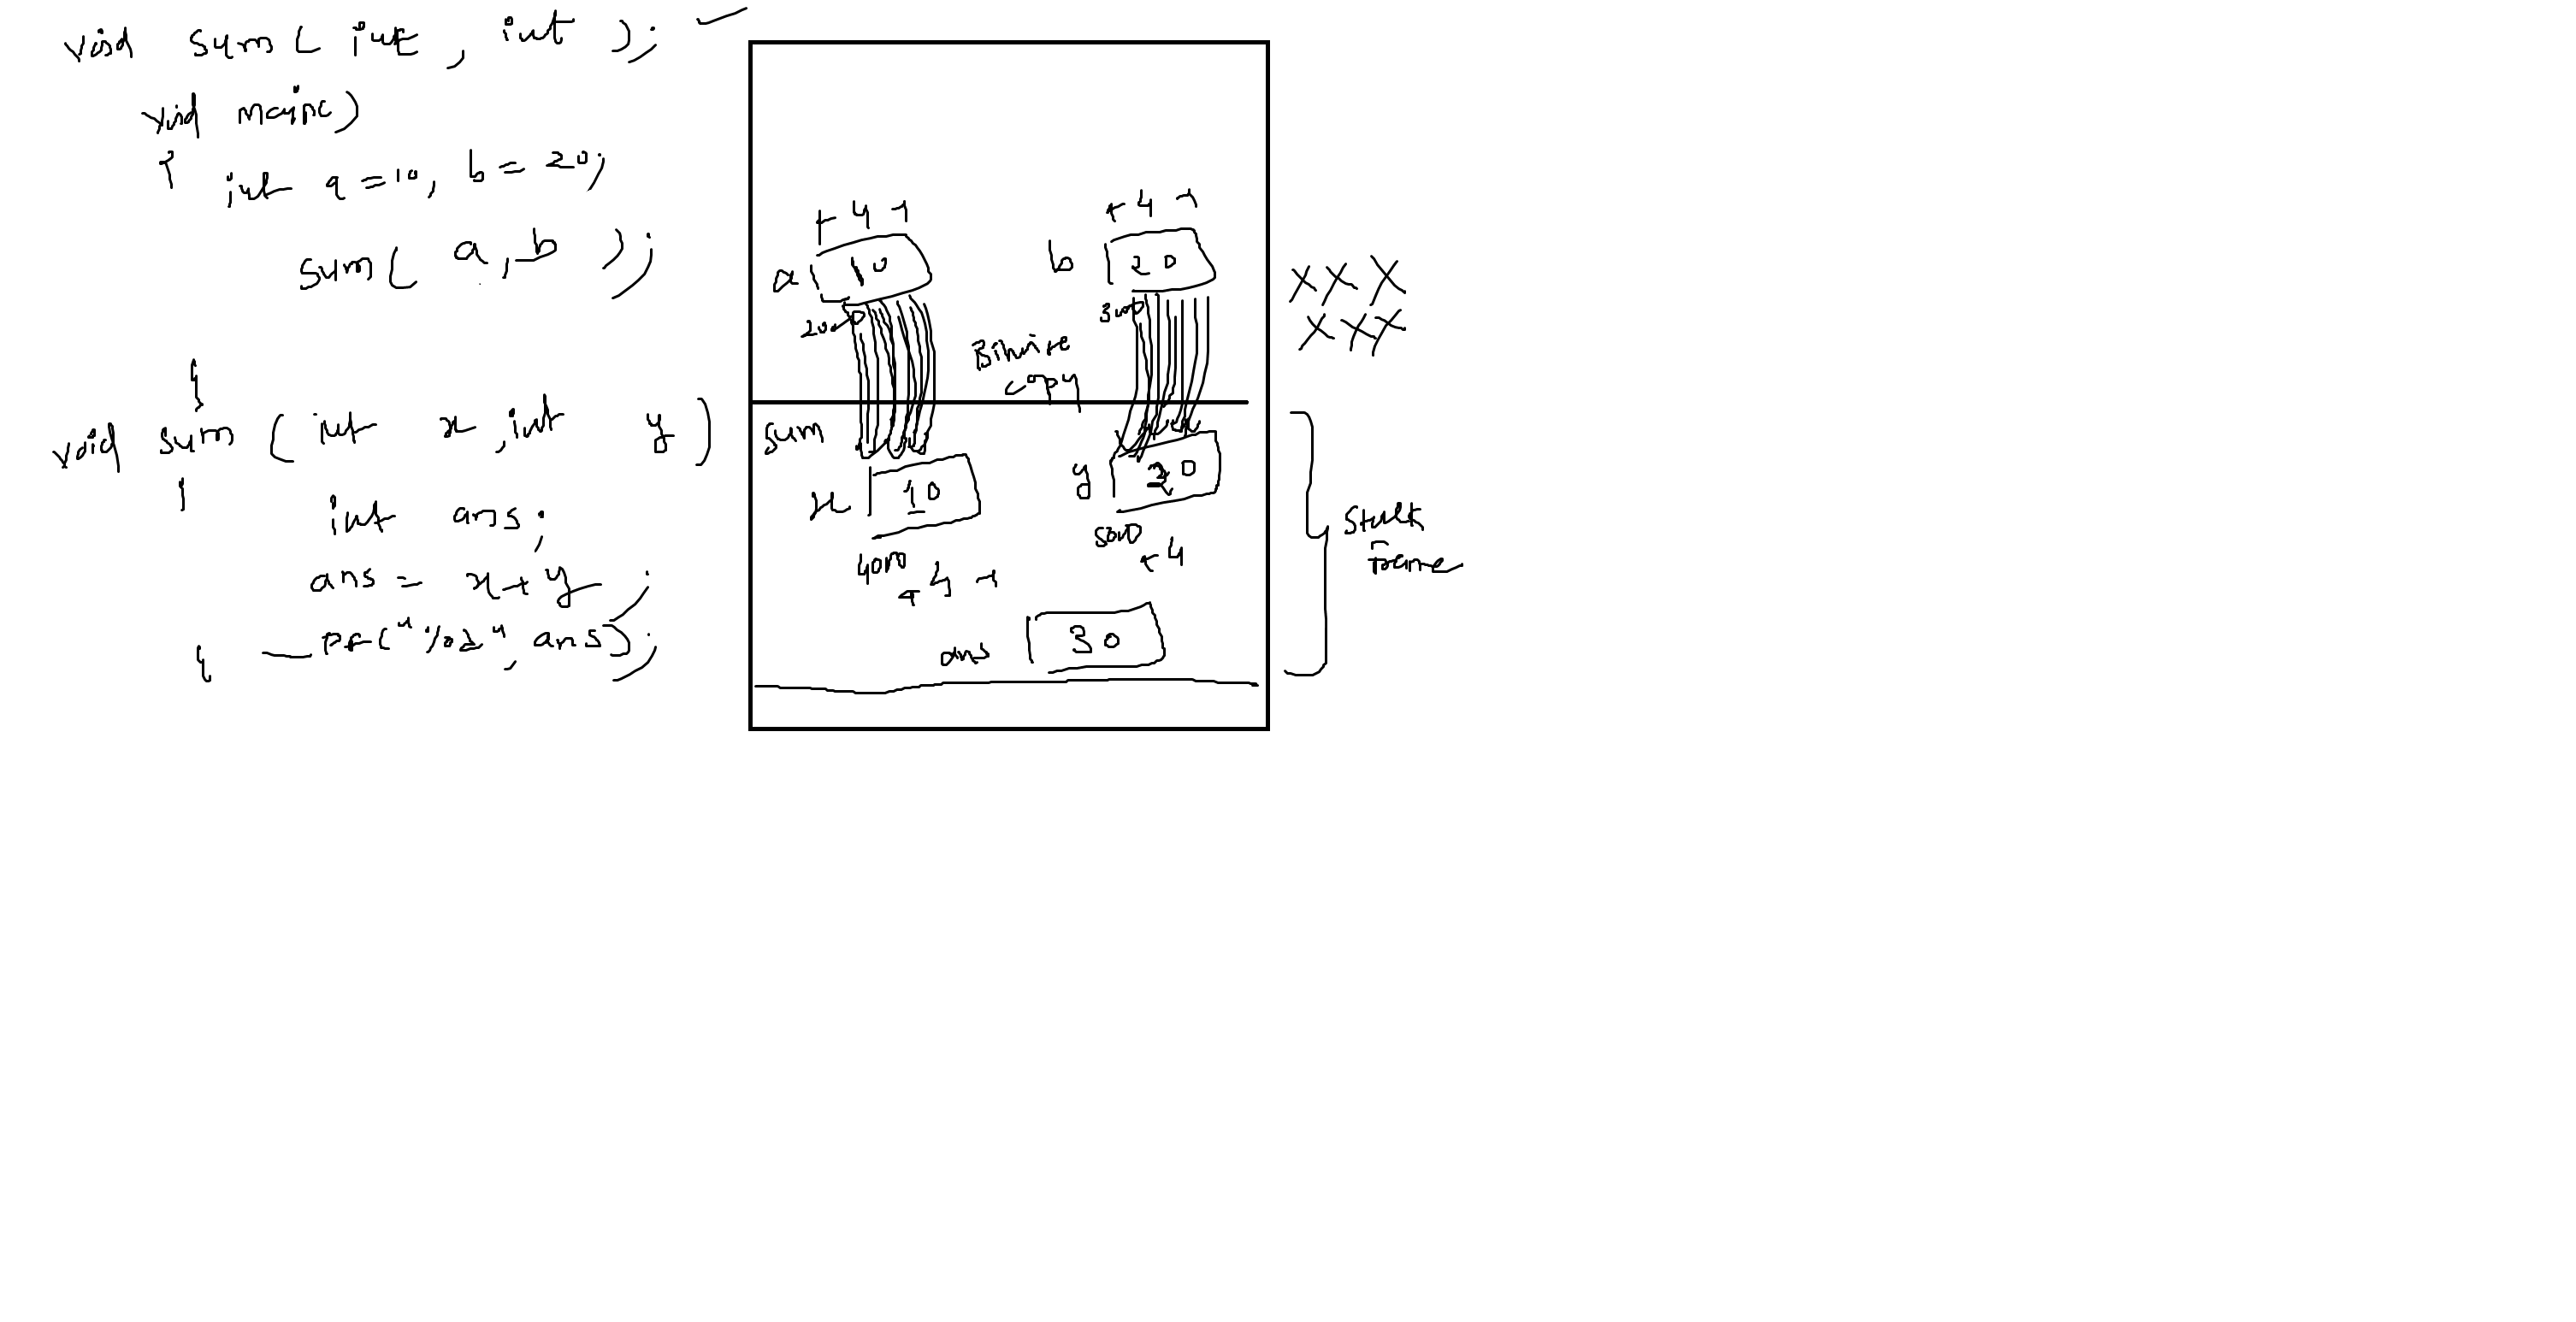 void sum ( int , int );
void main()
{ int a = 10, b = 20;
sum ( a, b );
}
void sum ( int x, int y )
{
int ans;
ans = x + y ;
} pf("%d", ans);
4
4
a 10
b 20
2000
3000
Bitwise
copy
sum
x 10
y 20
4000
4
5000
4
ans 30
x x x
x x x
Stack
frame